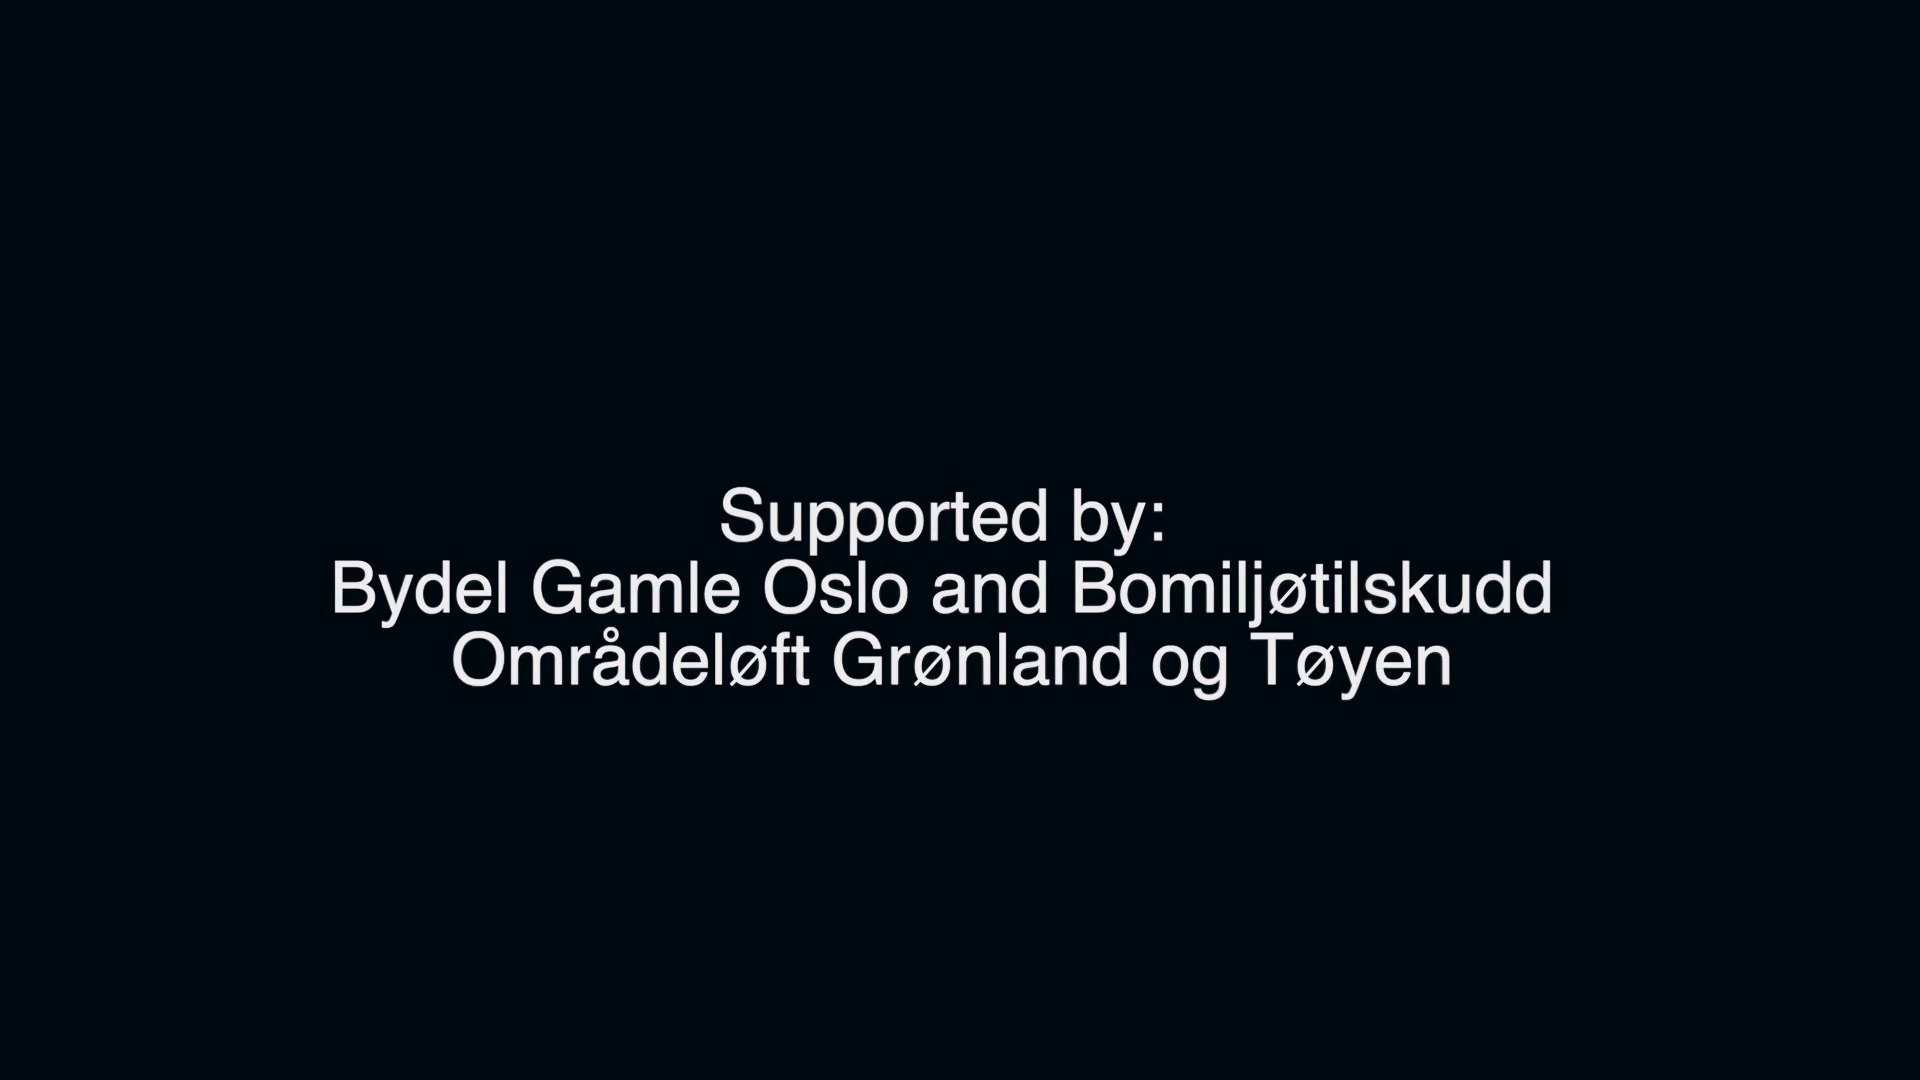 Supported by:
Bydel Gamle Oslo and Bomiljøtilskudd
Områdeløft Grønland og Tøyen